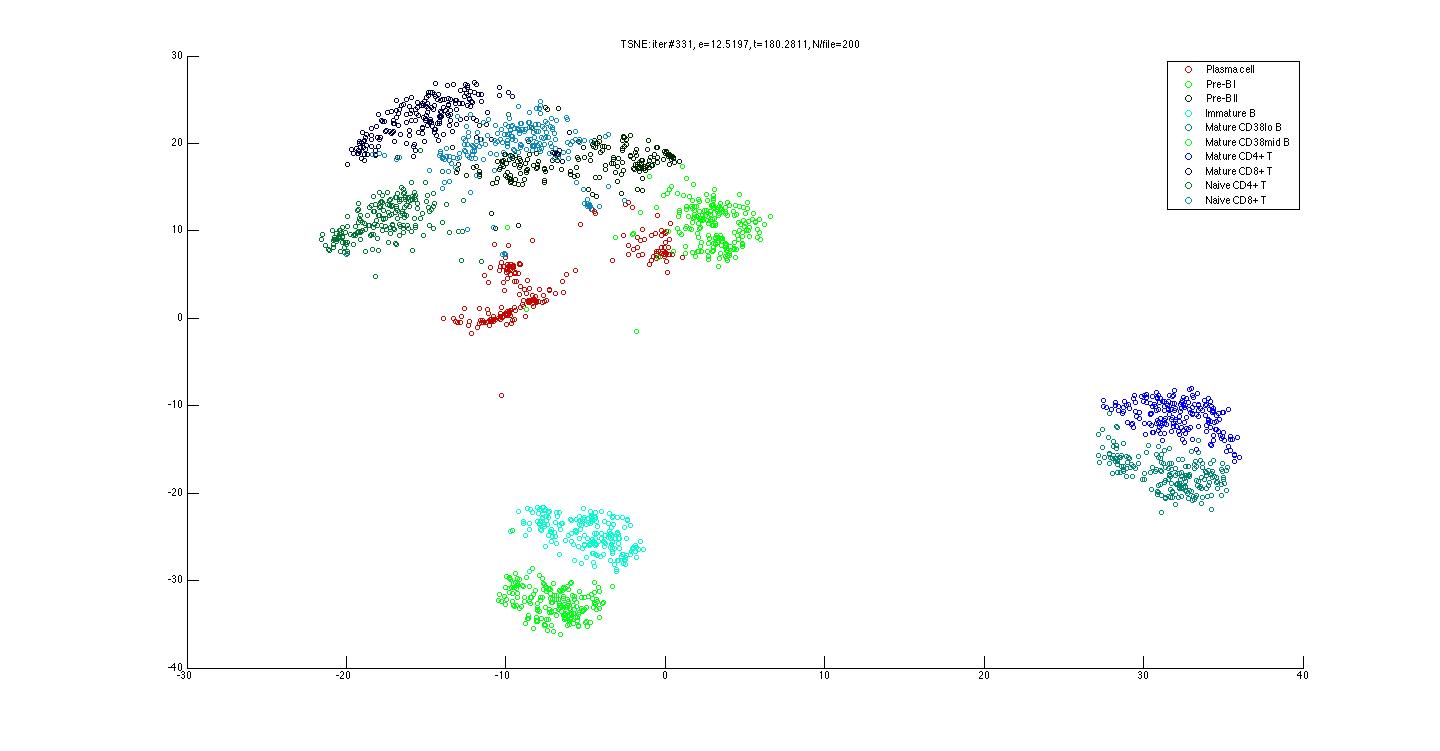 TSNE: iter#331, e=12.5197, t=180.2811, N/file=200
30
20
10
0
-10
-20
-30
-40
-30
-20
-10
0
10
20
30
40
Plasma cell
Pre-B I
Pre-B II
Immature B
Mature CD38lo B
Mature CD38mid B
Mature CD4+ T
Mature CD8+ T
Naive CD4+ T
Naive CD8+ T